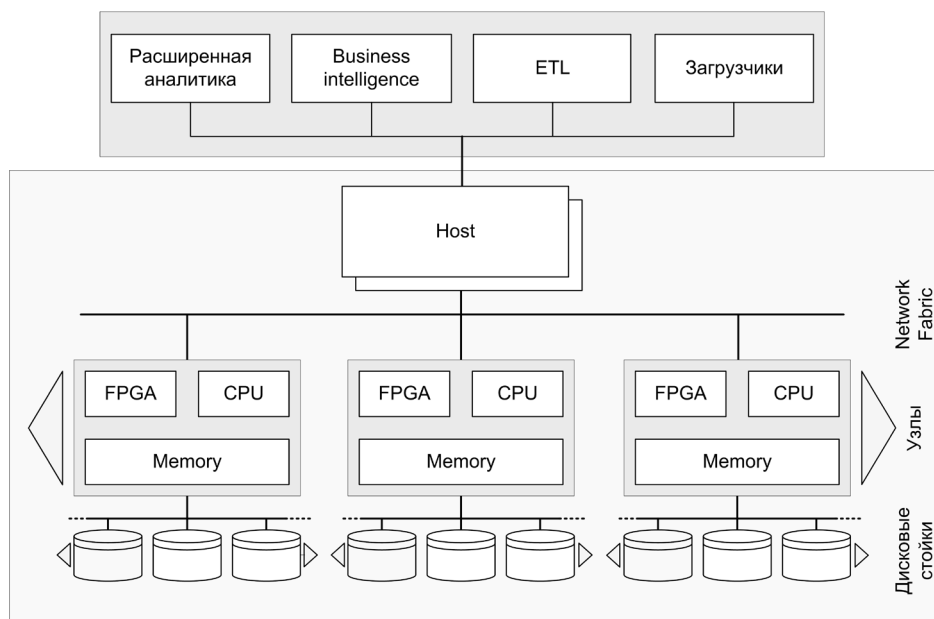 Расширенная
аналитика
Business
intelligence
ETL
Загрузчики
Host
Network
Fabric
FPGA
CPU
Memory
FPGA
CPU
Memory
FPGA
CPU
Memory
Узлы
Дисковые
стойки